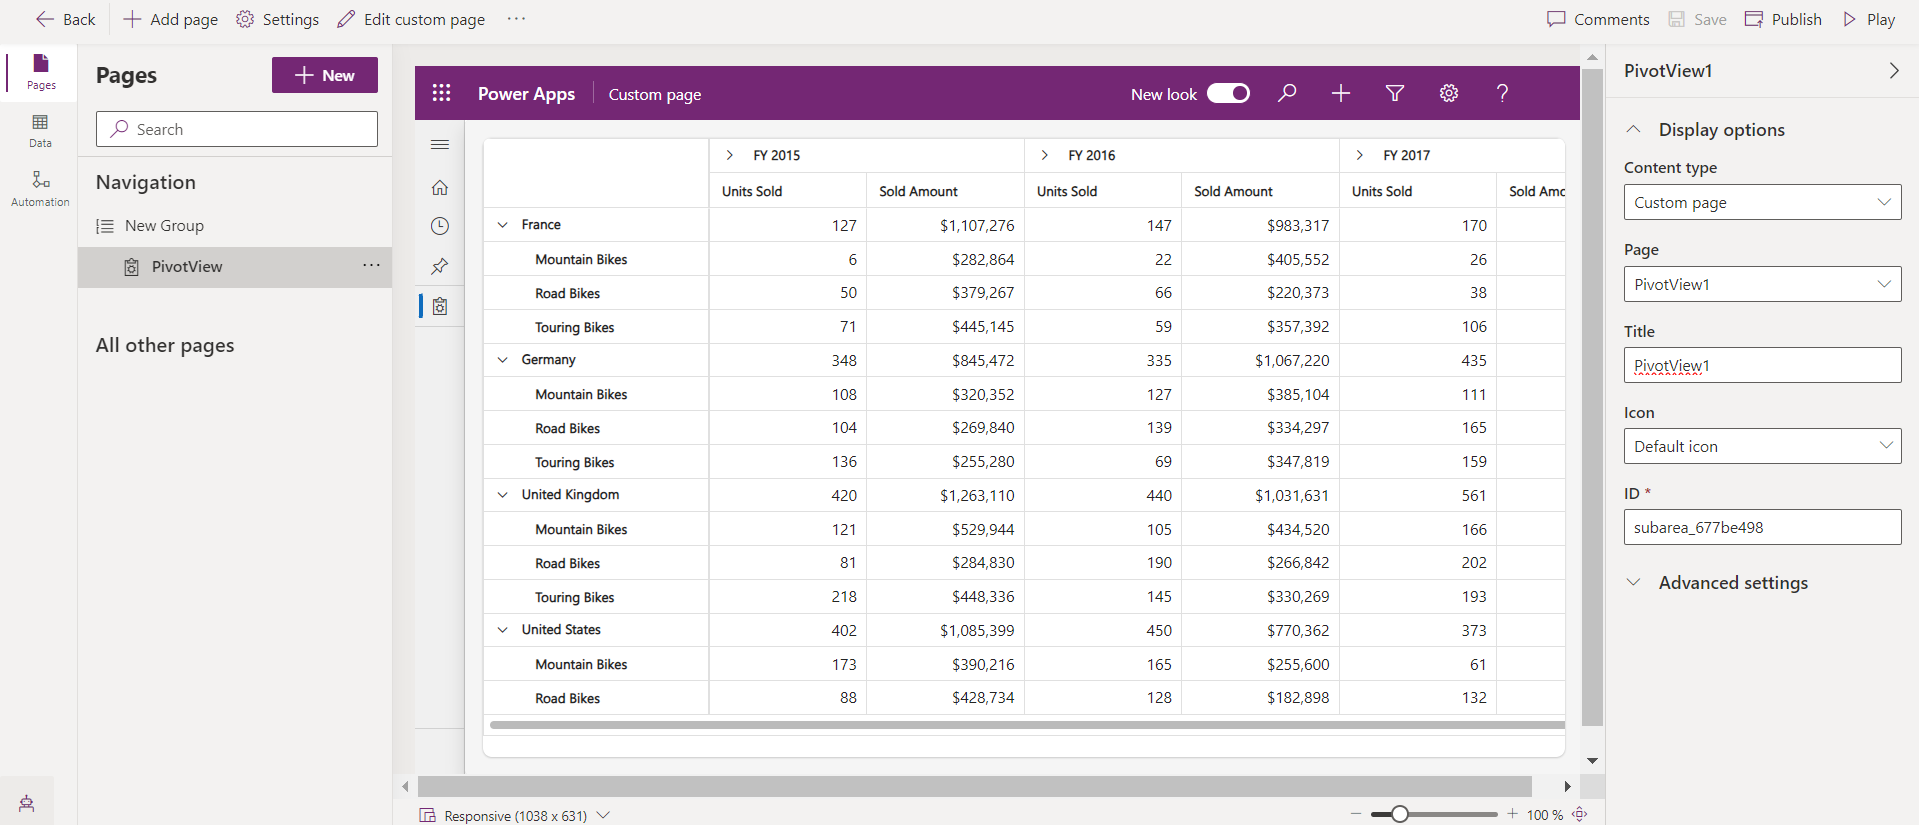 Back Add page Settings Edit custom page ··· Comments Save Publish Play
Pages
Data
Automation
Pages
New
Search
Navigation
New Group
PivotView ···
All other pages
Power Apps Custom page New look ?
FY 2015 FY 2016 FY 2017
Units Sold Sold Amount Units Sold Sold Amount Units Sold Sold Amo
France 127 $1,107,276 147 $983,317 170
Mountain Bikes 6 $282,864 22 $405,552 26
Road Bikes 50 $379,267 66 $220,373 38
Touring Bikes 71 $445,145 59 $357,392 106
Germany 348 $845,472 335 $1,067,220 435
Mountain Bikes 108 $320,352 127 $385,104 111
Road Bikes 104 $269,840 139 $334,297 165
Touring Bikes 136 $255,280 69 $347,819 159
United Kingdom 420 $1,263,110 440 $1,031,631 561
Mountain Bikes 121 $529,944 105 $434,520 166
Road Bikes 81 $284,830 190 $266,842 202
Touring Bikes 218 $448,336 145 $330,269 193
United States 402 $1,085,399 450 $770,362 373
Mountain Bikes 173 $390,216 165 $255,600 61
Road Bikes 88 $428,734 128 $182,898 132
Responsive (1038 x 631) 100 %
PivotView1
Display options
Content type
Custom page
Page
PivotView1
Title
PivotView1
Icon
Default icon
ID *
subarea_677be498
Advanced settings